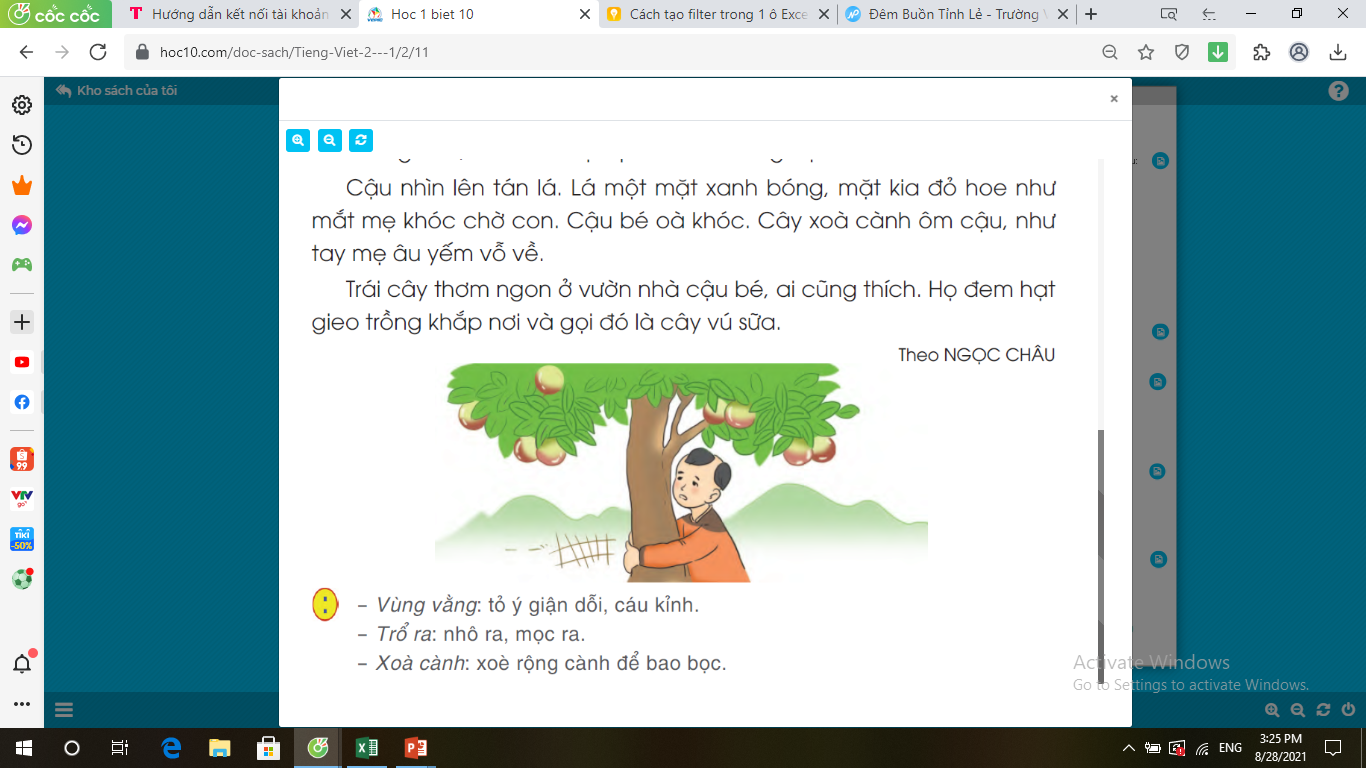 cốc cốc
Hướng dẫn kết nối tài khoản
Hoc 1 biet 10
Cách tạo filter trong 1 ô Exce
Đêm Buồn Tỉnh Lẻ - Trường
hoc10.com/doc-sach/Tieng-Viet-2---1/2/11
Kho sách của tôi
Cậu nhìn lên tán lá. Lá một mặt xanh bóng, mặt kia đỏ hoe như
mắt mẹ khóc chờ con. Cậu bé oà khóc. Cây xoà cành ôm cậu, như
tay mẹ âu yếm vỗ về.
Trái cây thơm ngon ở vườn nhà cậu bé, ai cũng thích. Họ đem hạt
gieo trồng khắp nơi và gọi đó là cây vú sữa.
Theo NGỌC CHÂU
– Vùng vằng: tỏ ý giận dỗi, cáu kỉnh.
– Trổ ra: nhô ra, mọc ra.
– Xoà cành: xoè rộng cành để bao bọc.
99
VTV
go
TIKI
-50%
Activate Windows
Go to Settings to activate Windows.
ENG
3:25 PM
8/28/2021